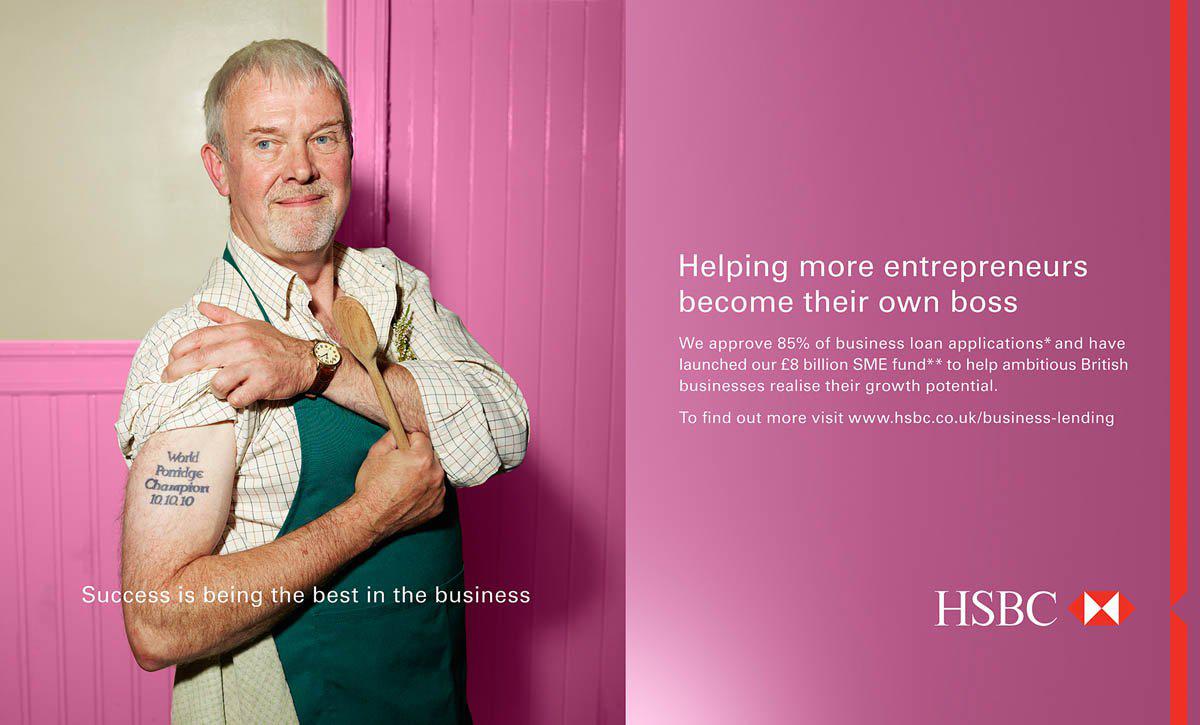 World
Porridge
Champion
10.10.10
Success is being the best in the business
Helping more entrepreneurs
become their own boss
We approve 85% of business loan applications* and have
launched our £8 billion SME fund** to help ambitious British
businesses realise their growth potential.
To find out more visit www.hsbc.co.uk/business-lending
HSBC